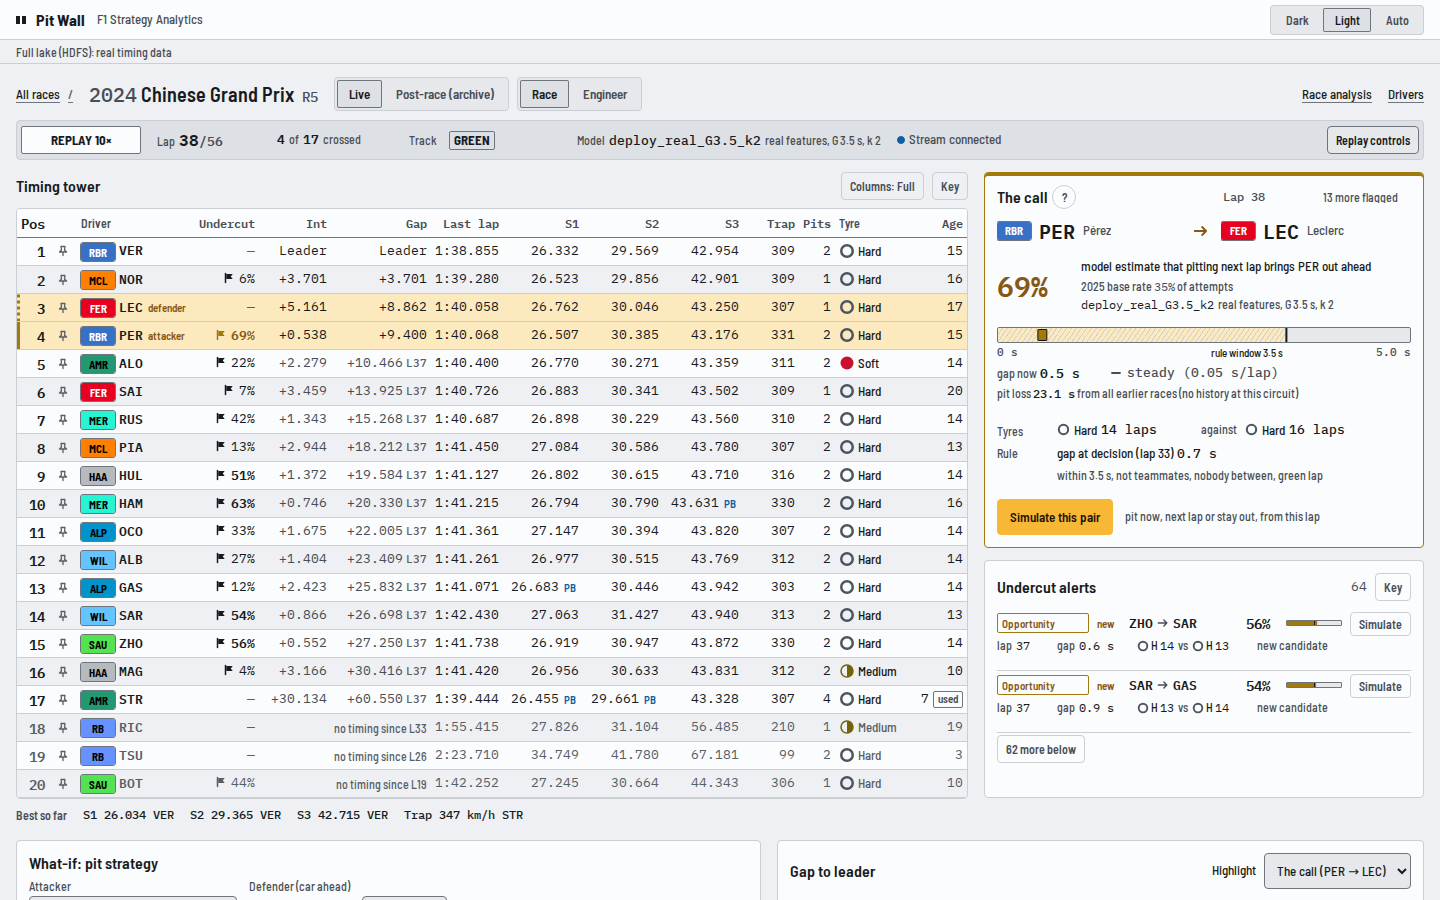 Pit Wall F1 Strategy Analytics Dark Light Auto
Full lake (HDFS): real timing data
All races / 2024 Chinese Grand Prix R5 Live Post-race (archive) Race Engineer Race analysis Drivers
REPLAY 10× Lap 38/56 4 of 17 crossed Track GREEN Model deploy_real_G3.5_k2 real features, G 3.5 s, k 2 Stream connected Replay controls
Timing tower Columns: Full Key
Pos Driver Undercut Int Gap Last lap S1 S2 S3 Trap Pits Tyre Age
1 RBR VER — Leader Leader 1:38.855 26.332 29.569 42.954 309 2 Hard 15
2 MCL NOR 6% +3.701 +3.701 1:39.280 26.523 29.856 42.901 309 1 Hard 16
3 FER LEC defender — +5.161 +8.862 1:40.058 26.762 30.046 43.250 307 1 Hard 17
4 RBR PER attacker 69% +0.538 +9.400 1:40.068 26.507 30.385 43.176 331 2 Hard 15
5 AMR ALO 22% +2.279 +10.466 L37 1:40.400 26.770 30.271 43.359 311 2 Soft 14
6 FER SAI 7% +3.459 +13.925 L37 1:40.726 26.883 30.341 43.502 309 1 Hard 20
7 MER RUS 42% +1.343 +15.268 L37 1:40.687 26.898 30.229 43.560 310 2 Hard 14
8 MCL PIA 13% +2.944 +18.212 L37 1:41.450 27.084 30.586 43.780 307 2 Hard 13
9 HAA HUL 51% +1.372 +19.584 L37 1:41.127 26.802 30.615 43.710 316 2 Hard 14
10 MER HAM 63% +0.746 +20.330 L37 1:41.215 26.794 30.790 43.631 PB 330 2 Hard 16
11 ALP OCO 33% +1.675 +22.005 L37 1:41.361 27.147 30.394 43.820 307 2 Hard 14
12 WIL ALB 27% +1.404 +23.409 L37 1:41.261 26.977 30.515 43.769 312 2 Hard 14
13 ALP GAS 12% +2.423 +25.832 L37 1:41.071 26.683 PB 30.446 43.942 303 2 Hard 14
14 WIL SAR 54% +0.866 +26.698 L37 1:42.430 27.063 31.427 43.940 313 2 Hard 13
15 SAU ZHO 56% +0.552 +27.250 L37 1:41.738 26.919 30.947 43.872 330 2 Hard 14
16 HAA MAG 4% +3.166 +30.416 L37 1:41.420 26.956 30.633 43.831 312 2 Medium 10
17 AMR STR — +30.134 +60.550 L37 1:39.444 26.455 PB 29.661 PB 43.328 307 4 Hard 7 used
18 RB RIC — no timing since L33 1:55.415 27.826 31.104 56.485 210 1 Medium 19
19 RB TSU — no timing since L26 2:23.710 34.749 41.780 67.181 99 2 Hard 3
20 SAU BOT 44% no timing since L19 1:42.252 27.245 30.664 44.343 306 1 Hard 10
Best so far S1 26.034 VER S2 29.365 VER S3 42.715 VER Trap 347 km/h STR
The call ? Lap 38 13 more flagged
RBR PER Pérez → FER LEC Leclerc
69% model estimate that pitting next lap brings PER out ahead
2025 base rate 35% of attempts
deploy_real_G3.5_k2 real features, G 3.5 s, k 2
0 s rule window 3.5 s 5.0 s
gap now 0.5 s — steady (0.05 s/lap)
pit loss 23.1 s from all earlier races (no history at this circuit)
Tyres Hard 14 laps against Hard 16 laps
Rule gap at decision (lap 33) 0.7 s
within 3.5 s, not teammates, nobody between, green lap
Simulate this pair pit now, next lap or stay out, from this lap
Undercut alerts 64 Key
Opportunity new ZHO → SAR 56% Simulate
lap 37 gap 0.6 s H 14 vs H 13 new candidate
Opportunity new SAR → GAS 54% Simulate
lap 37 gap 0.9 s H 13 vs H 14 new candidate
62 more below
What-if: pit strategy
Attacker Defender (car ahead)
Gap to leader Highlight The call (PER → LEC)